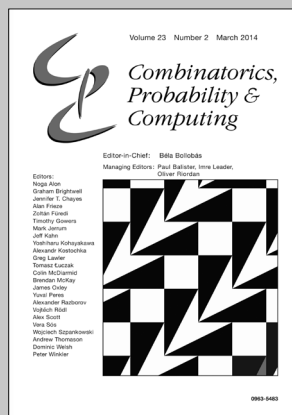 Volume 23 Number 2 March 2014
Combinatorics,
Probability &
Computing
Editor-in-Chief: Béla Bollobás
Managing Editors: Paul Balister, Imre Leader,
Oliver Riordan
Editors:
Noga Alon
Graham Brightwell
Jennifer T. Chayes
Alan Frieze
Zoltán Füredi
Timothy Gowers
Mark Jerrum
Jeff Kahn
Yoshiharu Kohayakawa
Alexandr Kostochka
Greg Lawler
Tomasz Łuczak
Colin McDiarmid
Brendan McKay
James Oxley
Yuval Peres
Alexander Razborov
Vojtěch Rödl
Alex Scott
Vera Sós
Wojciech Szpankowski
Andrew Thomason
Dominic Welsh
Peter Winkler
0963-5483